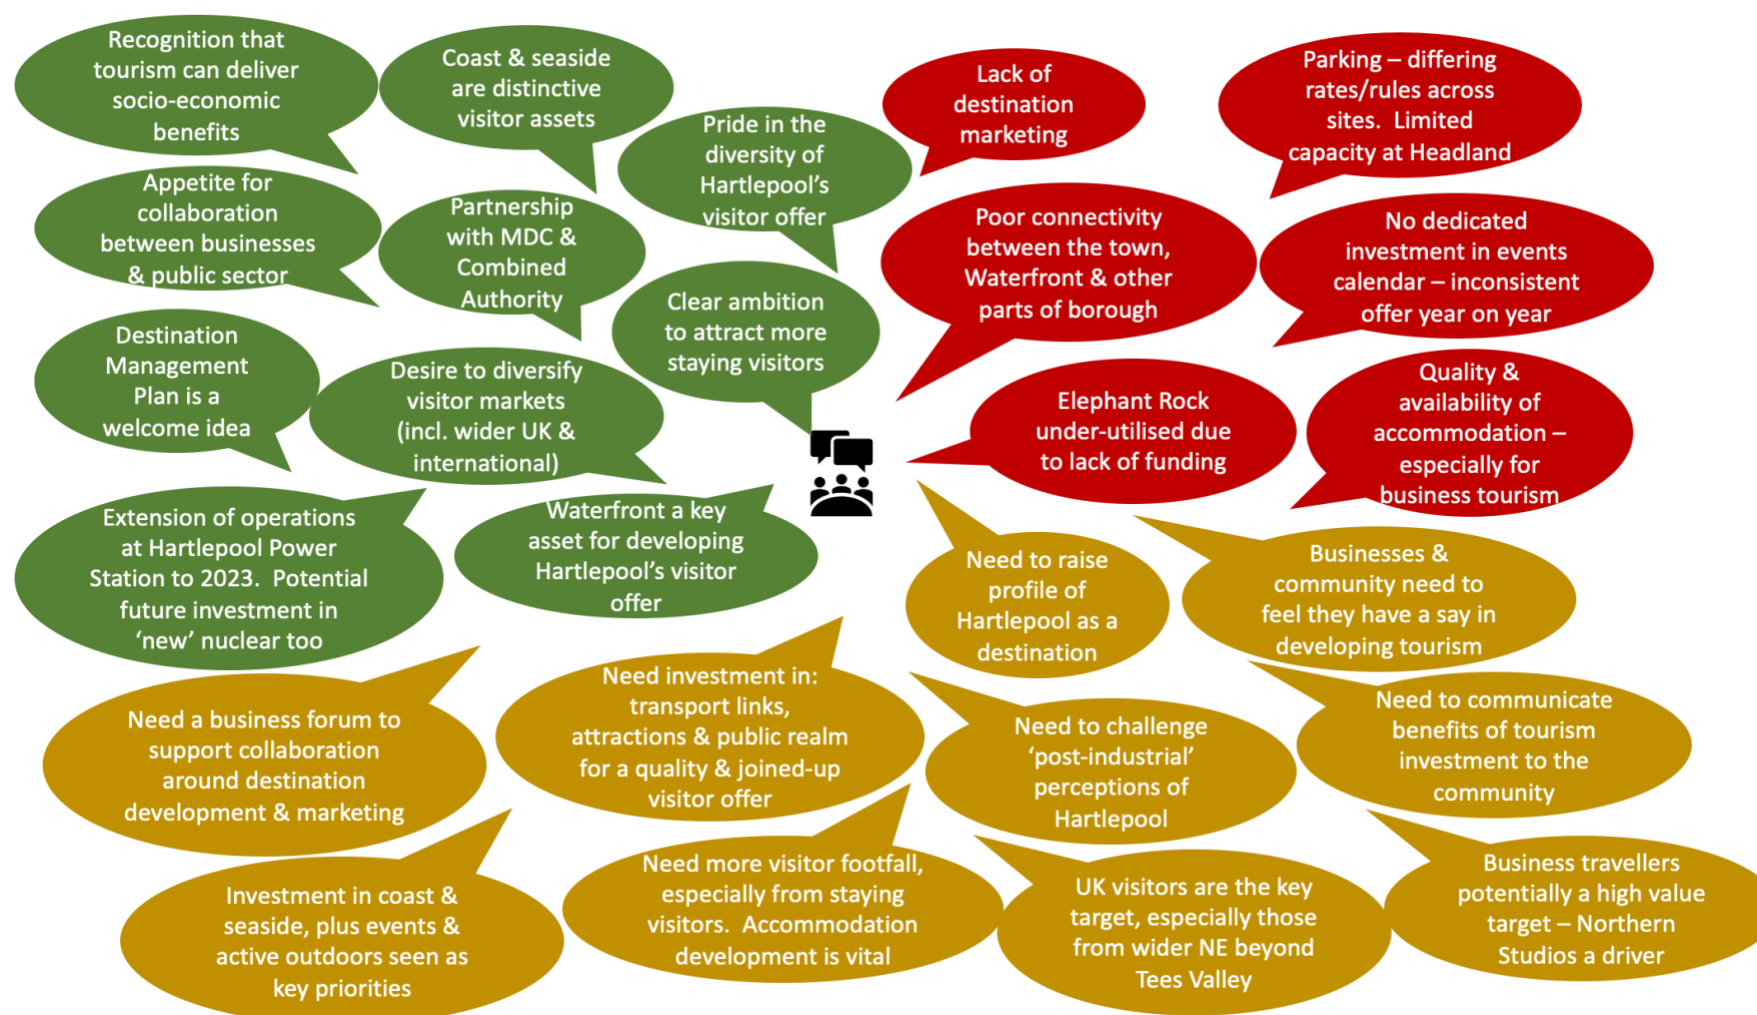 Recognition that
tourism can deliver
socio-economic
benefits
Coast & seaside
are distinctive
visitor assets
Pride in the
diversity of
Hartlepool's
visitor offer
Appetite for
collaboration
between businesses
& public sector
Partnership
with MDC &
Combined
Authority
Clear ambition
to attract more
staying visitors
Destination
Management
Plan is a
welcome idea
Desire to diversify
visitor markets
(incl. wider UK &
international)
Extension of operations
at Hartlepool Power
Station to 2023.  Potential
future investment in
‘new’ nuclear too
Waterfront a key
asset for developing
Hartlepool's visitor
offer
Lack of
destination
marketing
Parking – differing
rates/rules across
sites.  Limited
capacity at Headland
Poor connectivity
between the town,
Waterfront & other
parts of borough
No dedicated
investment in events
calendar – inconsistent
offer year on year
Elephant Rock
under-utilised due
to lack of funding
Quality &
availability of
accommodation –
especially for
business tourism
Need to raise
profile of
Hartlepool as a
destination
Businesses &
community need to
feel they have a say in
developing tourism
Need a business forum to
support collaboration
around destination
development & marketing
Need investment in:
transport links,
attractions & public realm
for a quality & joined-up
visitor offer
Need to challenge
‘post-industrial’
perceptions of
Hartlepool
Need to communicate
benefits of tourism
investment to the
community
Investment in coast &
seaside, plus events &
active outdoors seen as
key priorities
Need more visitor footfall,
especially from staying
visitors.  Accommodation
development is vital
UK visitors are the key
target, especially those
from wider NE beyond
Tees Valley
Business travellers
potentially a high value
target – Northern
Studios a driver